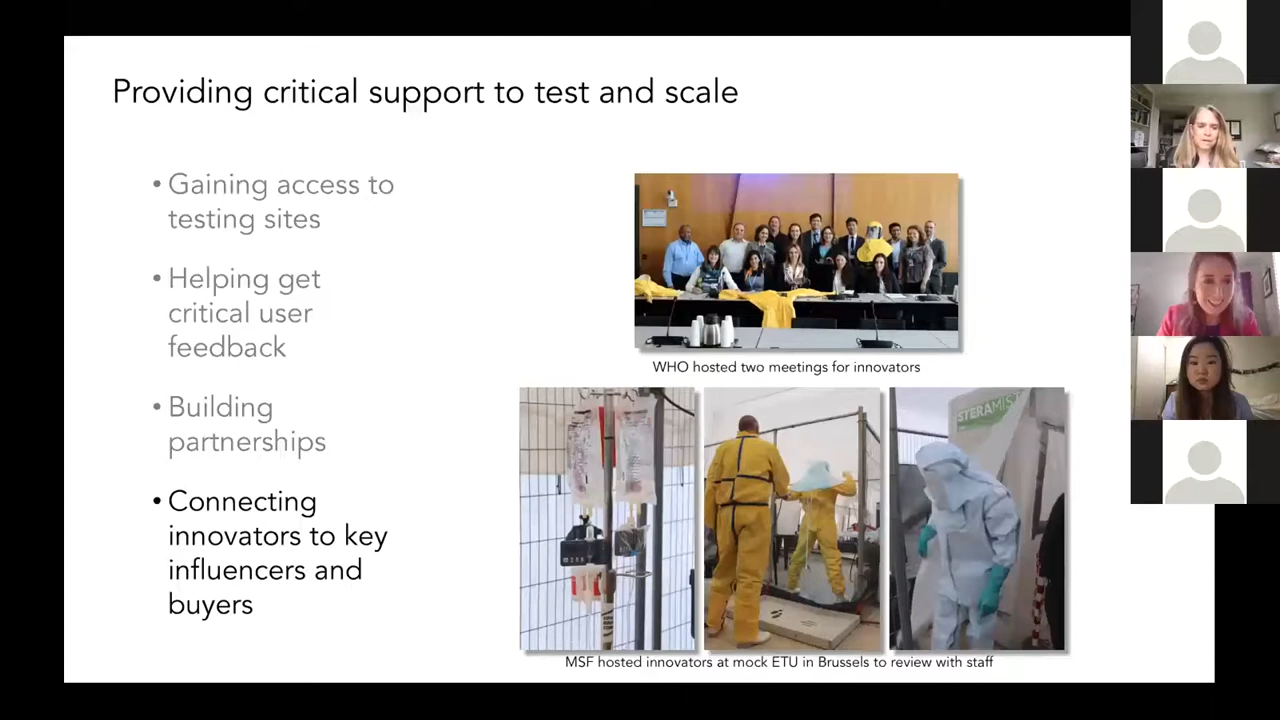 Providing critical support to test and scale
• Gaining access to
testing sites
• Helping get
critical user
feedback
• Building
partnerships
• Connecting
innovators to key
influencers and
buyers
WHO hosted two meetings for innovators
STERAMIST
MSF hosted innovators at mock ETU in Brussels to review with staff